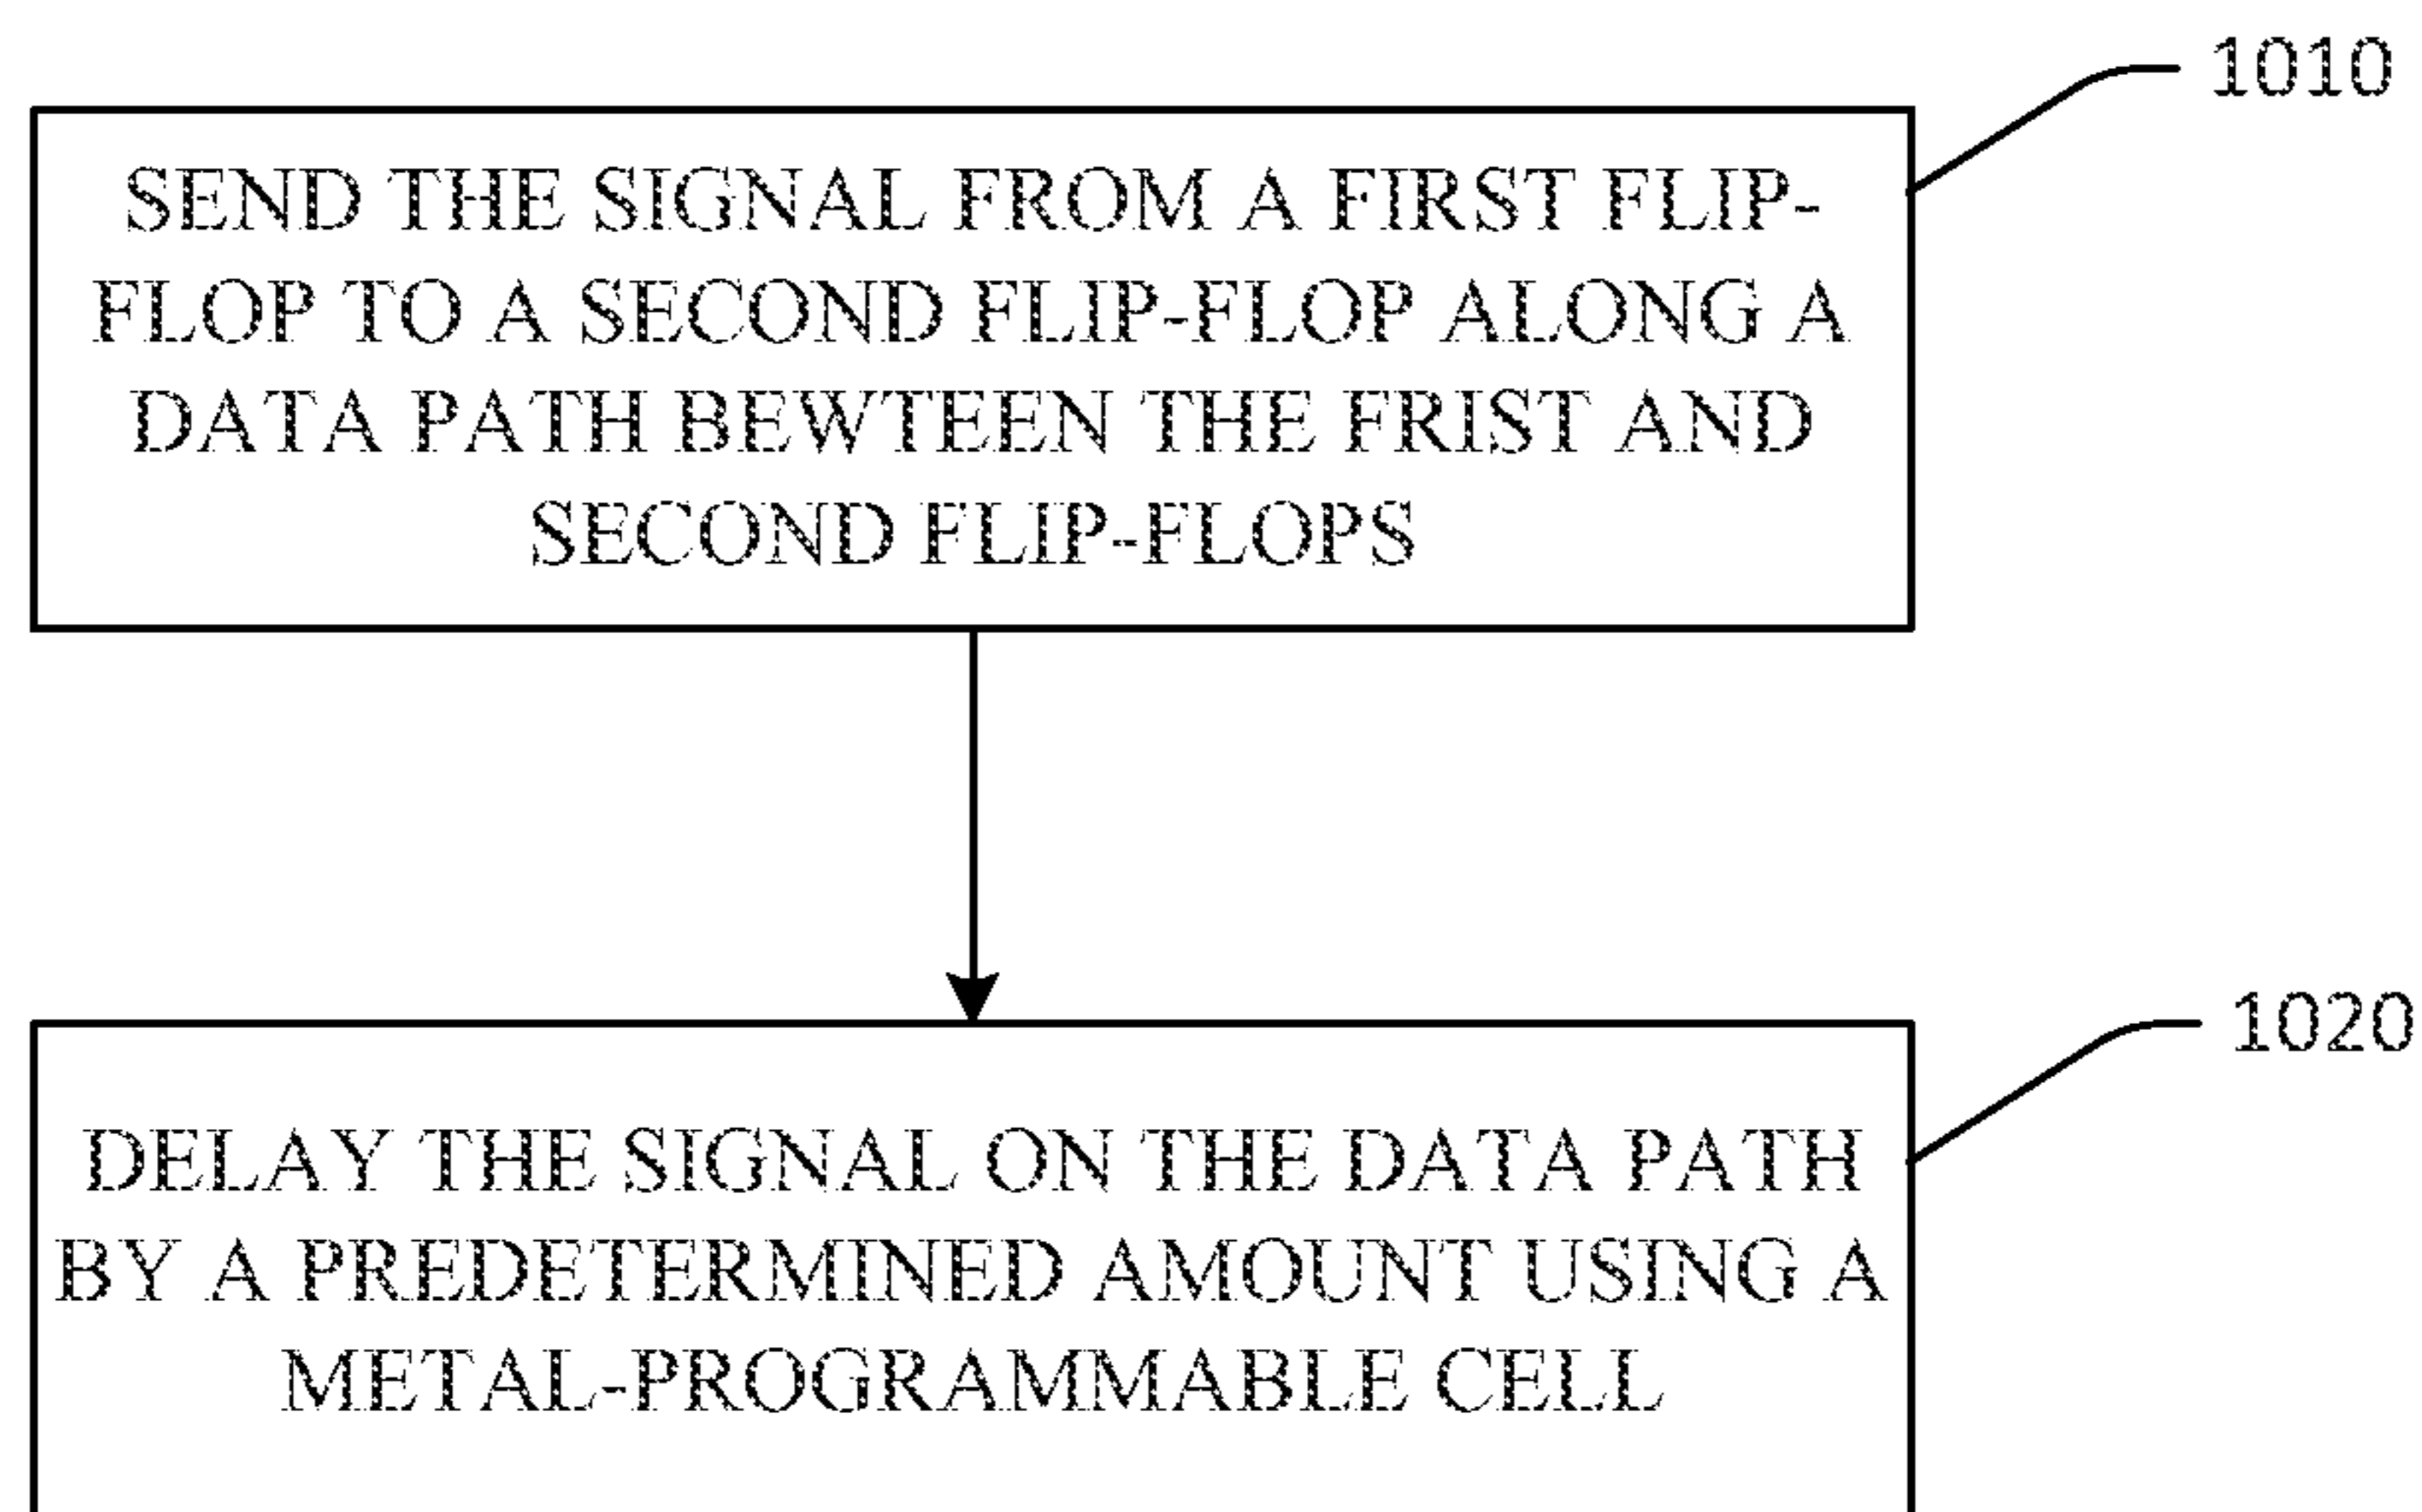 1010
SEND THE SIGNAL FROM A FIRST FLIP-
FLOP TO A SECOND FLIP-FLOP ALONG A
DATA PATH BEWTEEN THE FRIST AND
SECOND FLIP-FLOPS
1020
DELAY THE SIGNAL ON THE DATA PATH
BY A PREDETERMINED AMOUNT USING A
METAL-PROGRAMMABLE CELL